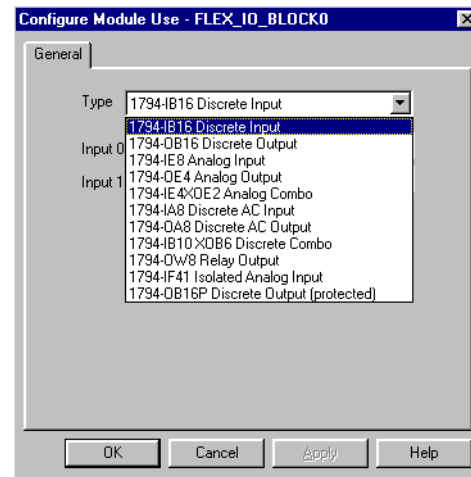 Configure Module Use - FLEX_IO_BLOCK0
General
Type 1794-IB16 Discrete Input
1794-IB16 Discrete Input
1794-OB16 Discrete Output
Input 0
1794-IE8 Analog Input
1794-OE4 Analog Output
Input 1
1794-IE4XOE2 Analog Combo
1794-IA8 Discrete AC Input
1794-OA8 Discrete AC Output
1794-IB10XOB6 Discrete Combo
1794-OW8 Relay Output
1794-IF41 Isolated Analog Input
1794-OB16P Discrete Output (protected)
OK Cancel Apply Help